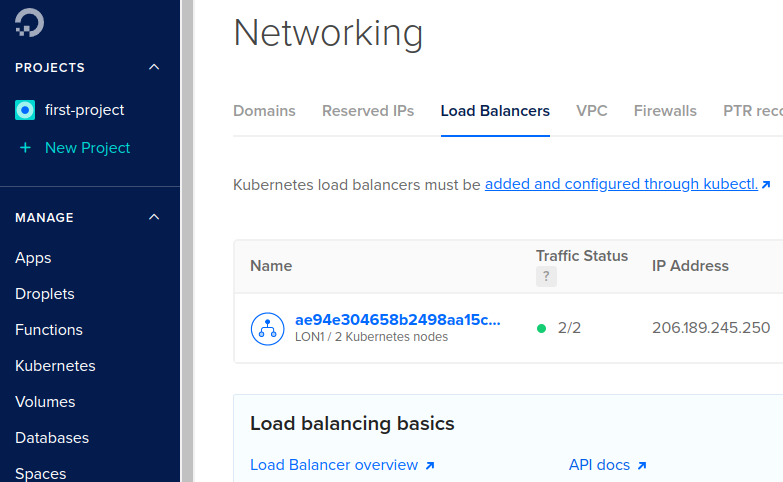 Networking
PROJECTS
first-project
+ New Project
MANAGE
Apps
Droplets
Functions
Kubernetes
Volumes
Databases
Spaces
Domains Reserved IPs Load Balancers VPC Firewalls PTR reco
Kubernetes load balancers must be added and configured through kubectl.
Name Traffic Status ? IP Address
ae94e304658b2498aa15c... 2/2 206.189.245.250
LON1 / 2 Kubernetes nodes
Load balancing basics
Load Balancer overview API docs